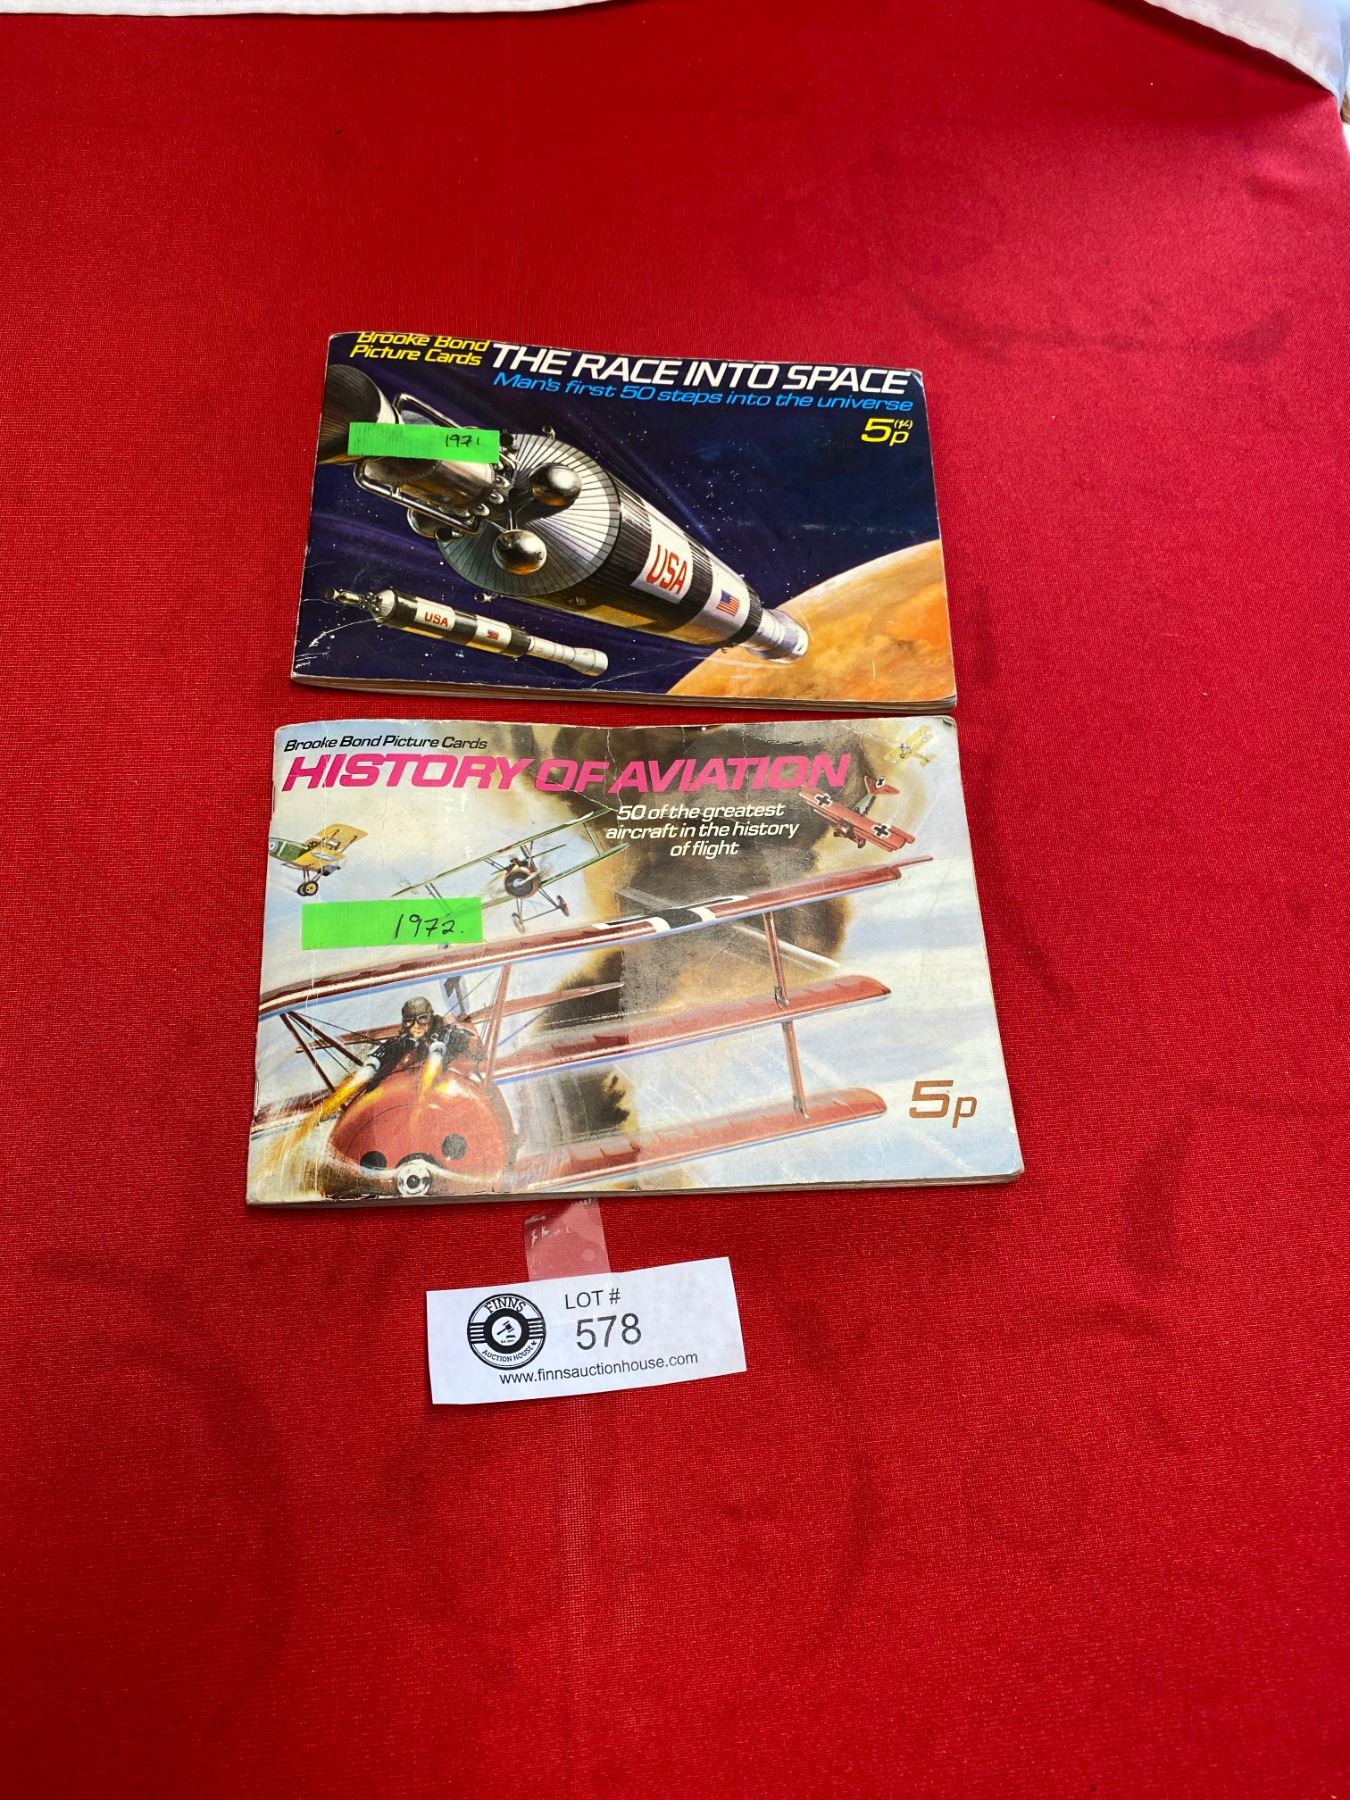 Brooke Bond
Picture Cards
THE RACE INTO SPACE
Man's first 50 steps into the universe
5p (1/-)
1971
USA
USA
Brooke Bond Picture Cards
HISTORY OF AVIATION
50 of the greatest
aircraft in the history
of flight
1972.
5p
FINNS
AUCTION HOUSE
LOT #
578
www.finnsauctionhouse.com